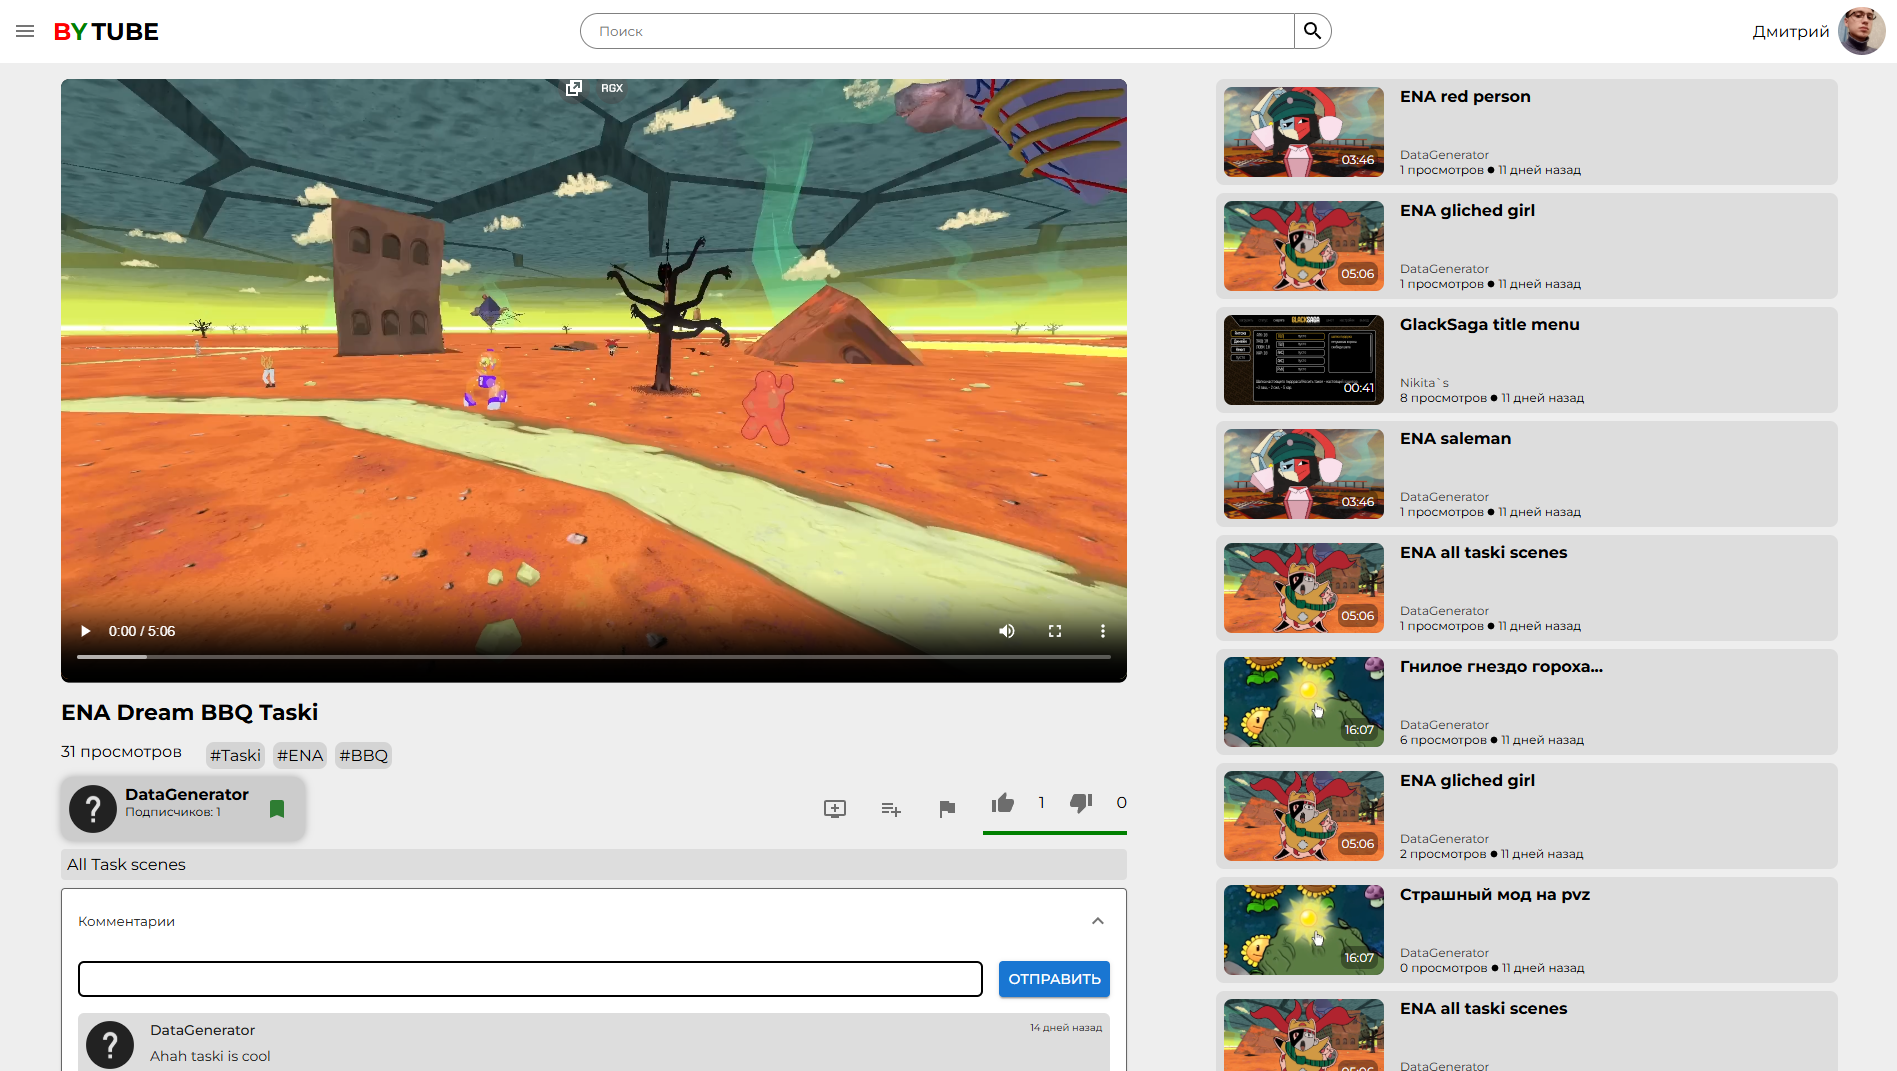 BY TUBE
Поиск
Дмитрий
RGX
0:00 / 5:06
ENA Dream BBQ Taski
31 просмотров
#Taski #ENA #BBQ
DataGenerator
Подписчиков: 1
1
0
All Task scenes
Комментарии
ОТПРАВИТЬ
DataGenerator
14 дней назад
Ahah taski is cool
03:46
ENA red person
DataGenerator
1 просмотров ● 11 дней назад
05:06
ENA gliched girl
DataGenerator
1 просмотров ● 11 дней назад
GLACKSAGA
00:41
GlackSaga title menu
Nikita`s
8 просмотров ● 11 дней назад
03:46
ENA saleman
DataGenerator
1 просмотров ● 11 дней назад
05:06
ENA all taski scenes
DataGenerator
1 просмотров ● 11 дней назад
16:07
Гнилое гнездо гороха...
DataGenerator
6 просмотров ● 11 дней назад
05:06
ENA gliched girl
DataGenerator
2 просмотров ● 11 дней назад
16:07
Страшный мод на pvz
DataGenerator
0 просмотров ● 11 дней назад
05:06
ENA all taski scenes
DataGenerator